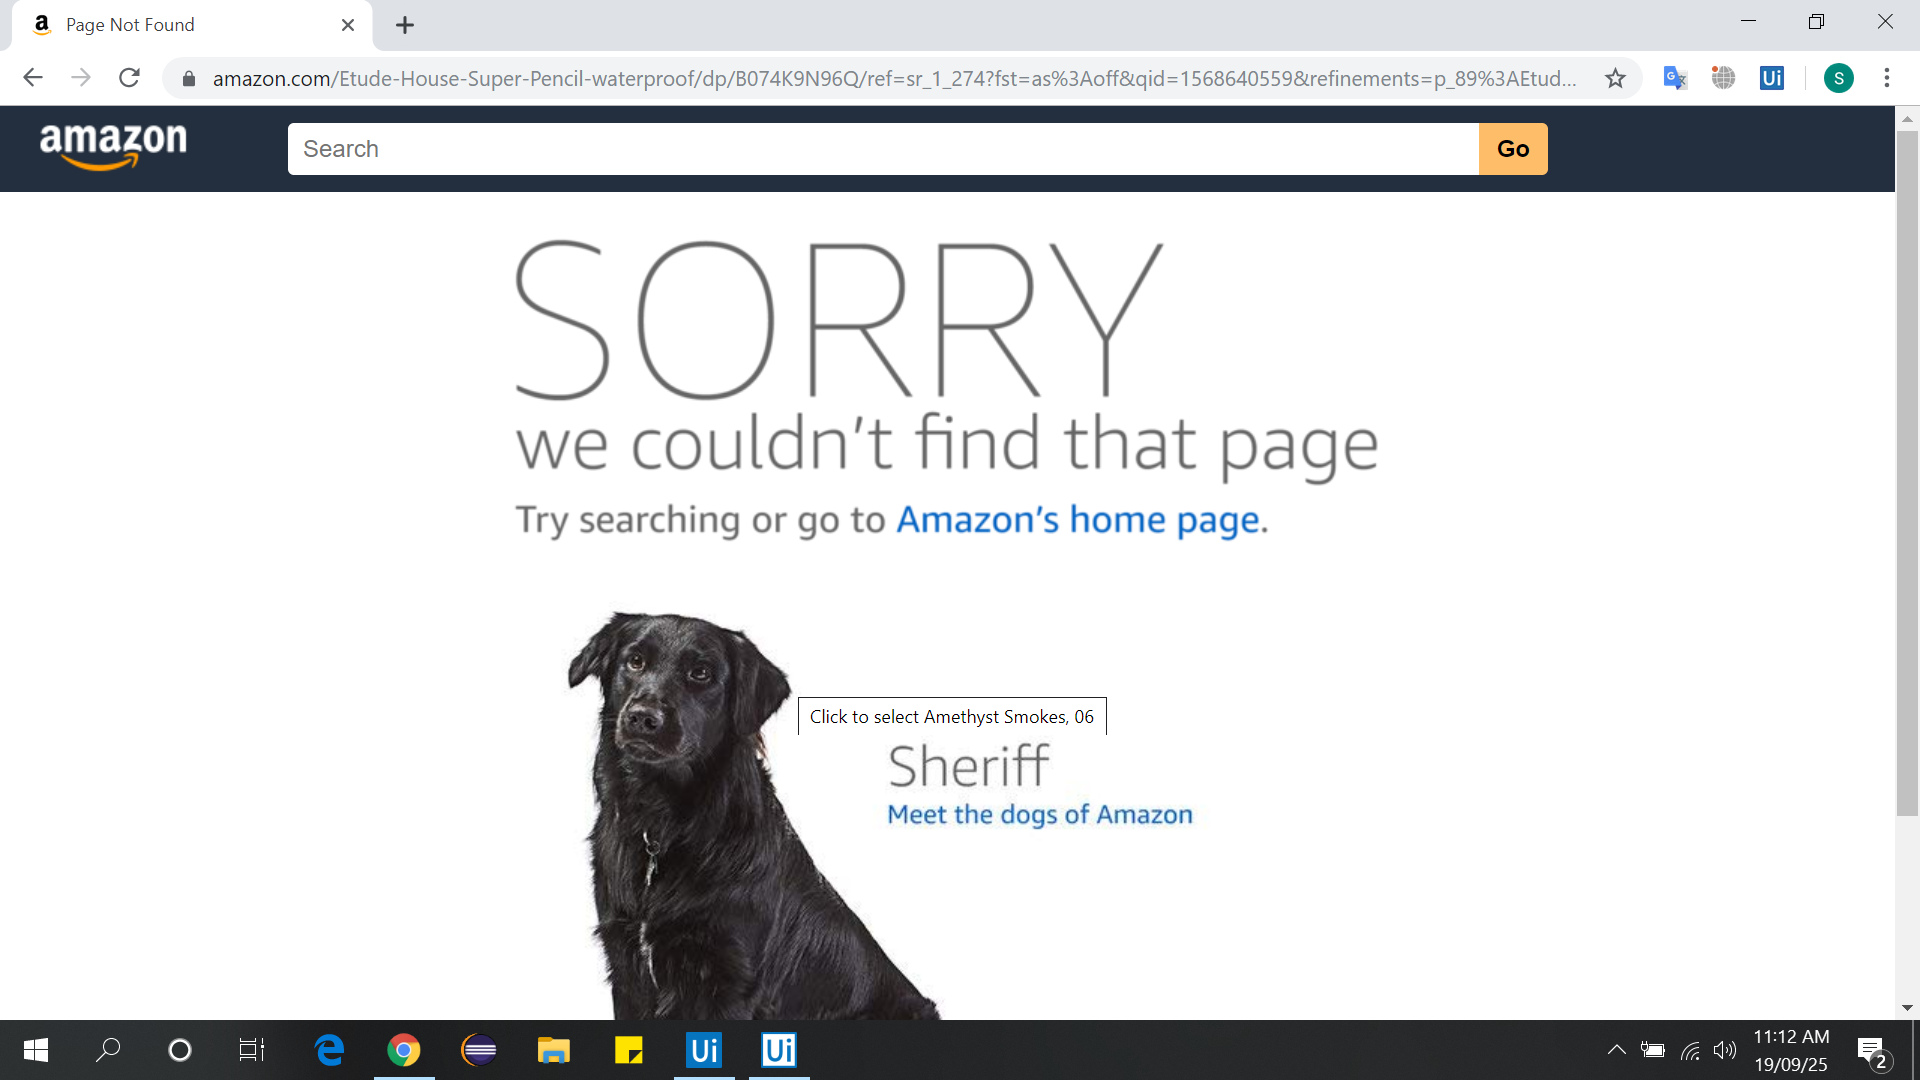 Page Not Found
amazon.com/Etude-House-Super-Pencil-waterproof/dp/B074K9N96Q/ref=sr_1_274?fst=as%3Aoff&qid=1568640559&refinements=p_89%3AEtud...
Ui
S
amazon
Search
Go
SORRY
we couldn't find that page
Try searching or go to Amazon's home page.
Click to select Amethyst Smokes, 06
Sheriff
Meet the dogs of Amazon
Ui
Ui
11:12 AM
19/09/25
2